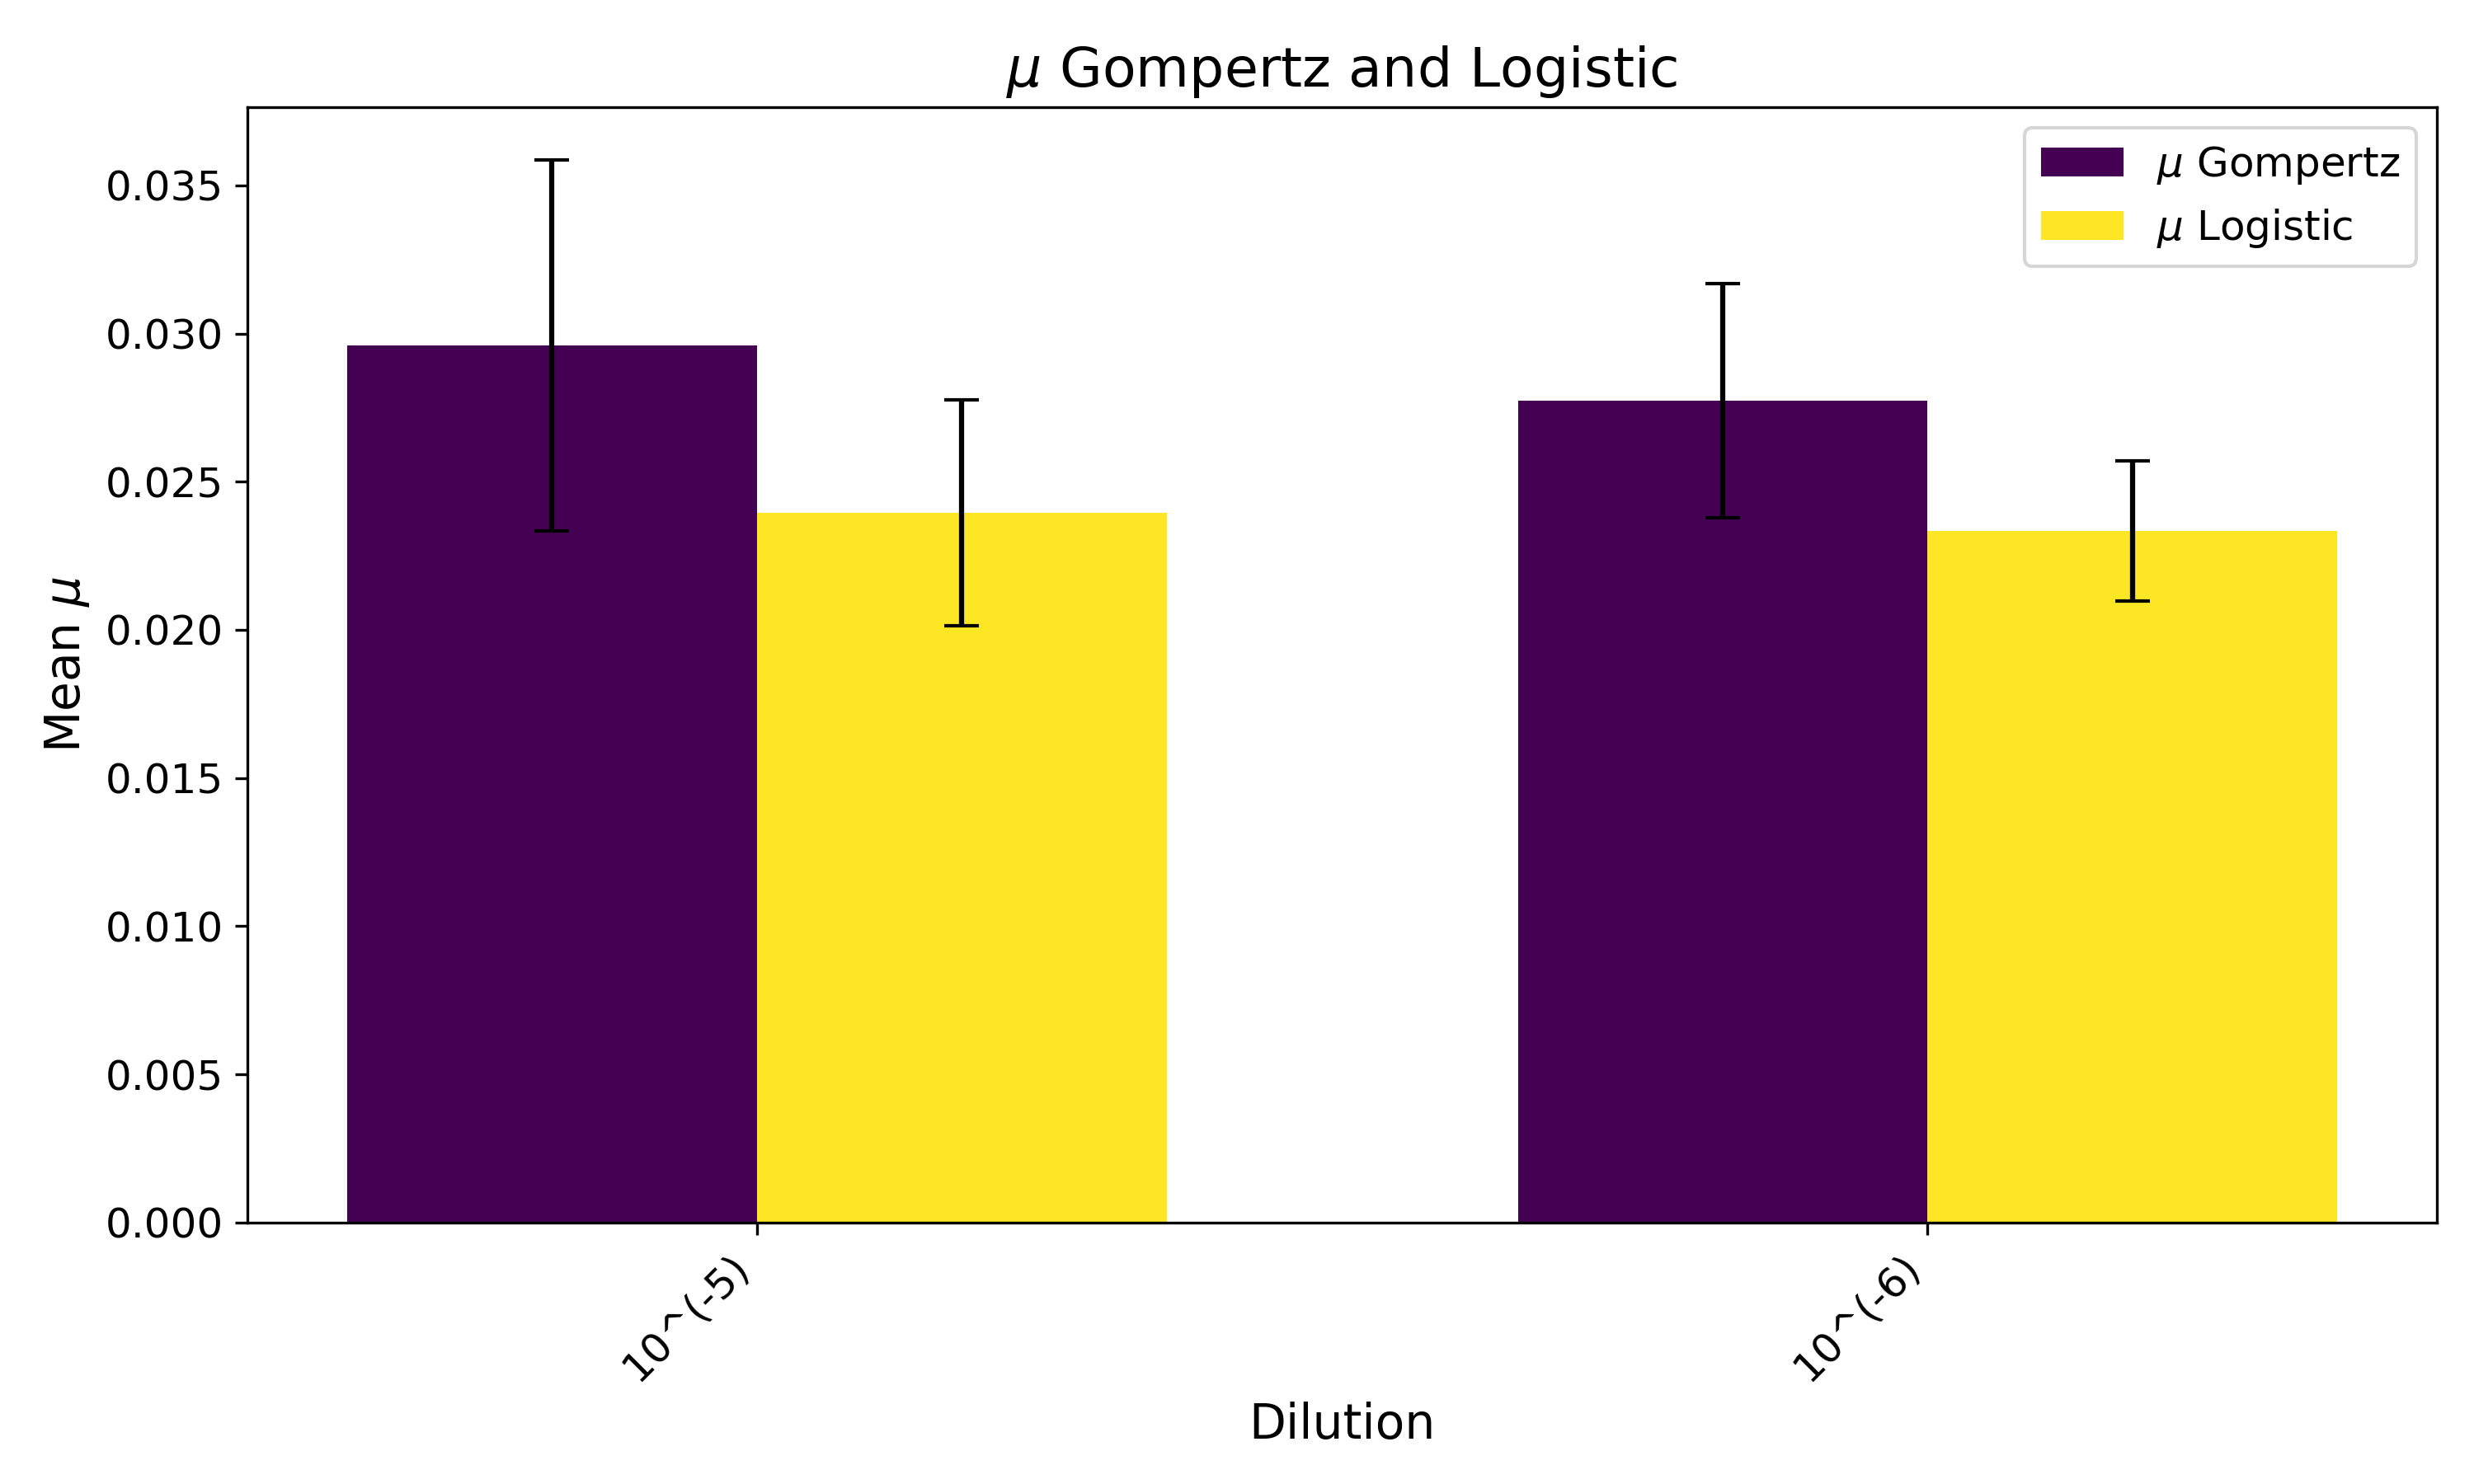 μ Gompertz and Logistic
μ Gompertz
μ Logistic
Mean μ
0.035
0.030
0.025
0.020
0.015
0.010
0.005
0.000
10^(-5)
10^(-6)
Dilution